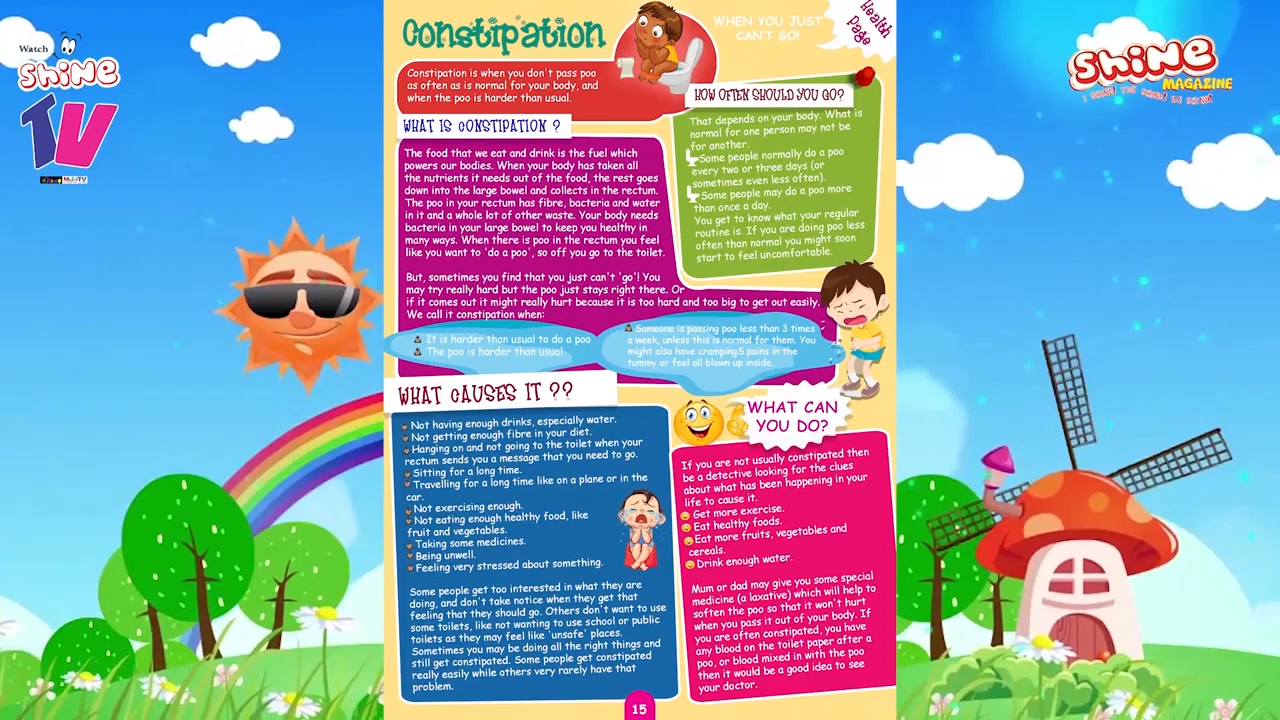 Watch
SHiNE
TV
Constipation
WHEN YOU JUST
CAN'T GO!
Health
Page
SHiNE
MAGAZINE
I SHINE! YOU SHINE! WE SHINE!
Constipation is when you don't pass poo
as often as is normal for your body, and
when the poo is harder than usual.
WHAT IS CONSTIPATION ?
The food that we eat and drink is the fuel which
powers our bodies. When your body has taken all
the nutrients it needs out of the food, the rest goes
down into the large bowel and collects in the rectum.
The poo in your rectum has fibre, bacteria and water
in it and a whole lot of other waste. Your body needs
bacteria in your large bowel to keep you healthy in
many ways. When there is poo in the rectum you feel
like you want to 'do a poo', so off you go to the toilet.
But, sometimes you find that you just can't 'go'! You
may try really hard but the poo just stays right there. Or
if it comes out it might really hurt because it is too hard and too big to get out easily.
We call it constipation when:
It is harder than usual to do a poo
The poo is harder than usual
Someone is passing poo less than 3 times
a week, unless this is normal for them. You
might also have cramping5 pains in the
tummy or feel all blown up inside.
HOW OFTEN SHOULD YOU GO?
That depends on your body. What is
normal for one person may not be
for another.
Some people normally do a poo
every two or three days (or
sometimes even less often).
Some people may do a poo more
than once a day.
You get to know what your regular
routine is. If you are doing poo less
often than normal you might soon
start to feel uncomfortable.
WHAT CAUSES IT ??
Not having enough drinks, especially water.
Not getting enough fibre in your diet.
Hanging on and not going to the toilet when your
rectum sends you a message that you need to go.
Sitting for a long time.
Travelling for a long time like on a plane or in the
car.
Not exercising enough.
Not eating enough healthy food, like
fruit and vegetables.
Taking some medicines.
Being unwell.
Feeling very stressed about something.
Some people get too interested in what they are
doing, and don't take notice when they get that
feeling that they should go. Others don't want to use
some toilets, like not wanting to use school or public
toilets as they may feel like 'unsafe' places.
Sometimes you may be doing all the right things and
still get constipated. Some people get constipated
really easily while others very rarely have that
problem.
WHAT CAN
YOU DO?
If you are not usually constipated then
be a detective looking for the clues
about what has been happening in your
life to cause it.
Get more exercise.
Eat healthy foods.
Eat more fruits, vegetables and
cereals.
Drink enough water.
Mum or dad may give you some special
medicine (a laxative) which will help to
soften the poo so that it won't hurt
when you pass it out of your body. If
you are often constipated, you have
any blood on the toilet paper after a
poo, or blood mixed in with the poo
then it would be a good idea to see
your doctor.
15